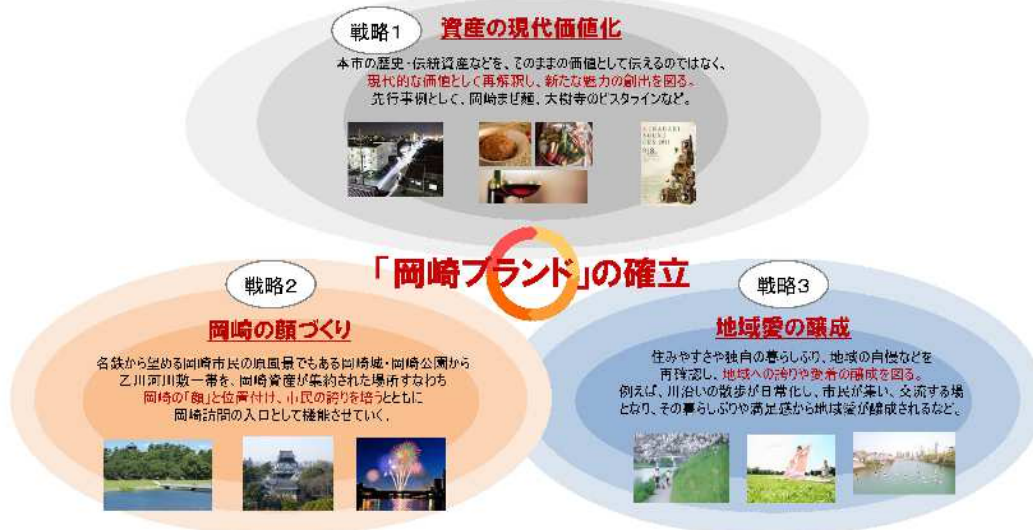 戦略1
資産の現代価値化
本市の歴史・伝統資産などを、そのままの価値として伝えるのではなく、
現代的な価値として再解釈し、新たな魅力の創出を図る。
先行事例として、岡崎まぜ麺、大樹寺のビスタラインなど。
「岡崎ブランド」の確立
戦略2
岡崎の顔づくり
名鉄から望める岡崎市民の原風景でもある岡崎城・岡崎公園から
乙川河川敷一帯を、岡崎資産が集約された場所すなわち
岡崎の「顔」と位置付け、市民の誇りを培うとともに
岡崎訪問の入口として機能させていく。
戦略3
地域愛の醸成
住みやすさや独自の暮らしぶり、地域の自慢などを
再確認し、地域への誇りや愛着の醸成を図る。
例えば、川沿いの散歩が日常化し、市民が集い、交流する場
となり、その暮らしぶりや満足感から地域愛が醸成されるなど。